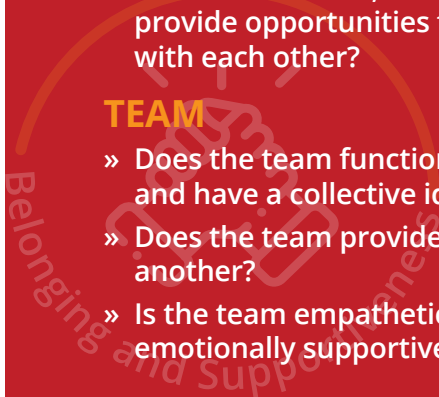 provide opportunities
with each other?
TEAM
» Does the team function
and have a collective
» Does the team provide
another?
» Is the team empathetic
emotionally supportive
Belonging and Supportiveness